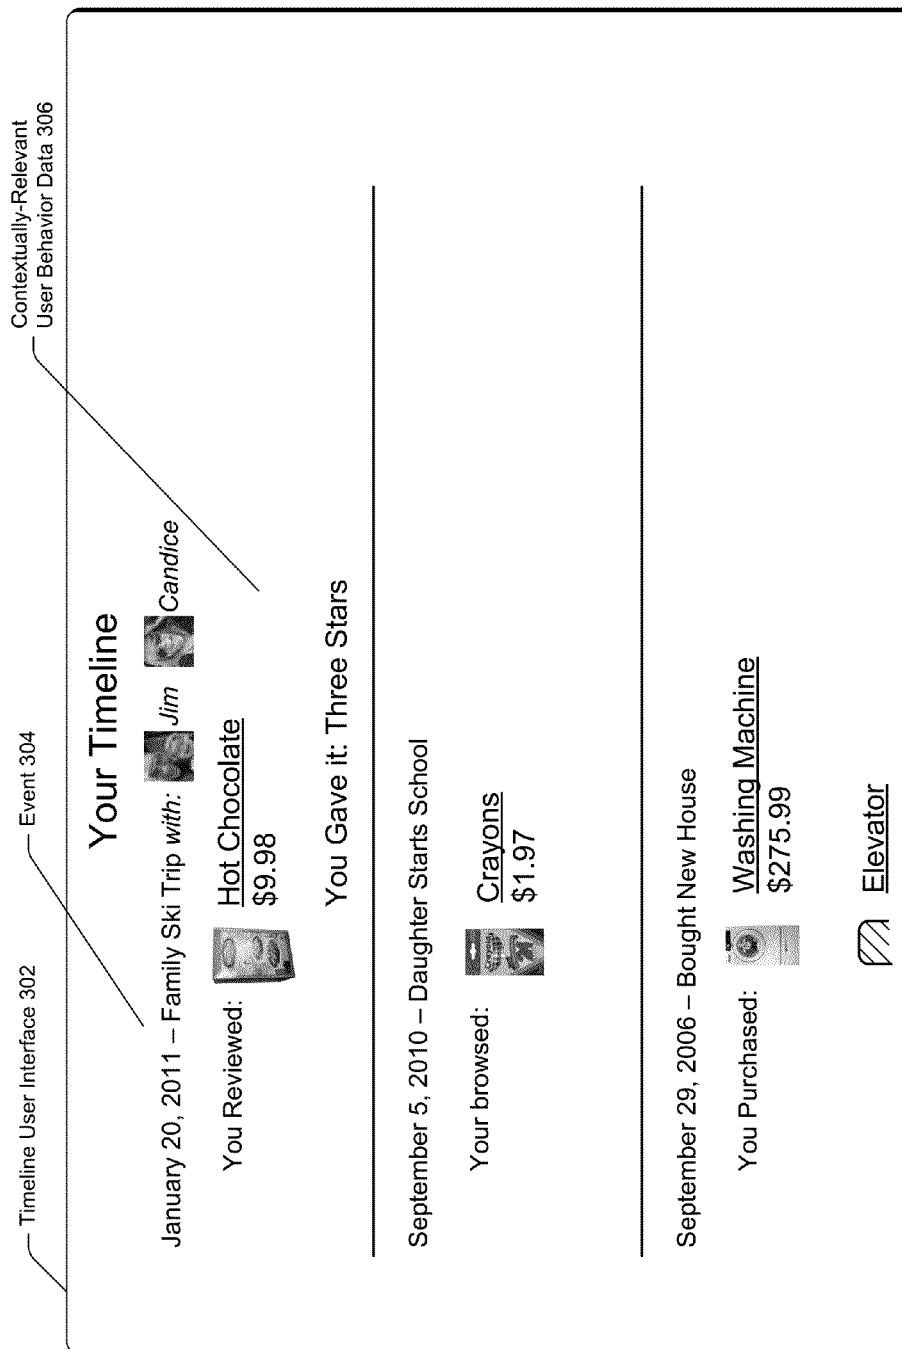 Timeline User Interface 302
Event 304
Contextually-Relevant
User Behavior Data 306
Your Timeline
January 20, 2011 – Family Ski Trip with: Jim Candice
You Reviewed:
Hot Chocolate
$9.98
You Gave it: Three Stars
September 5, 2010 – Daughter Starts School
Your browsed:
Crayons
$1.97
September 29, 2006 – Bought New House
You Purchased:
Washing Machine
$275.99
Elevator